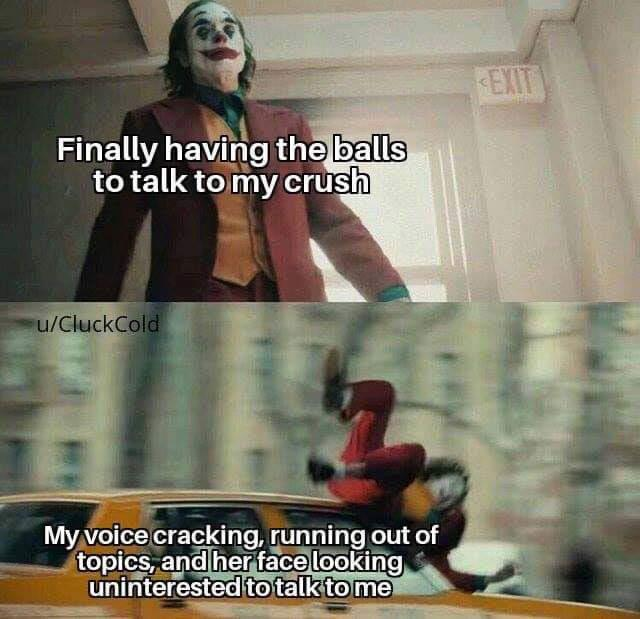 <EXIT
Finally having the balls
to talk to my crush
u/CluckCold
My voice cracking, running out of
topics, and her face looking
uninterested to talk to me